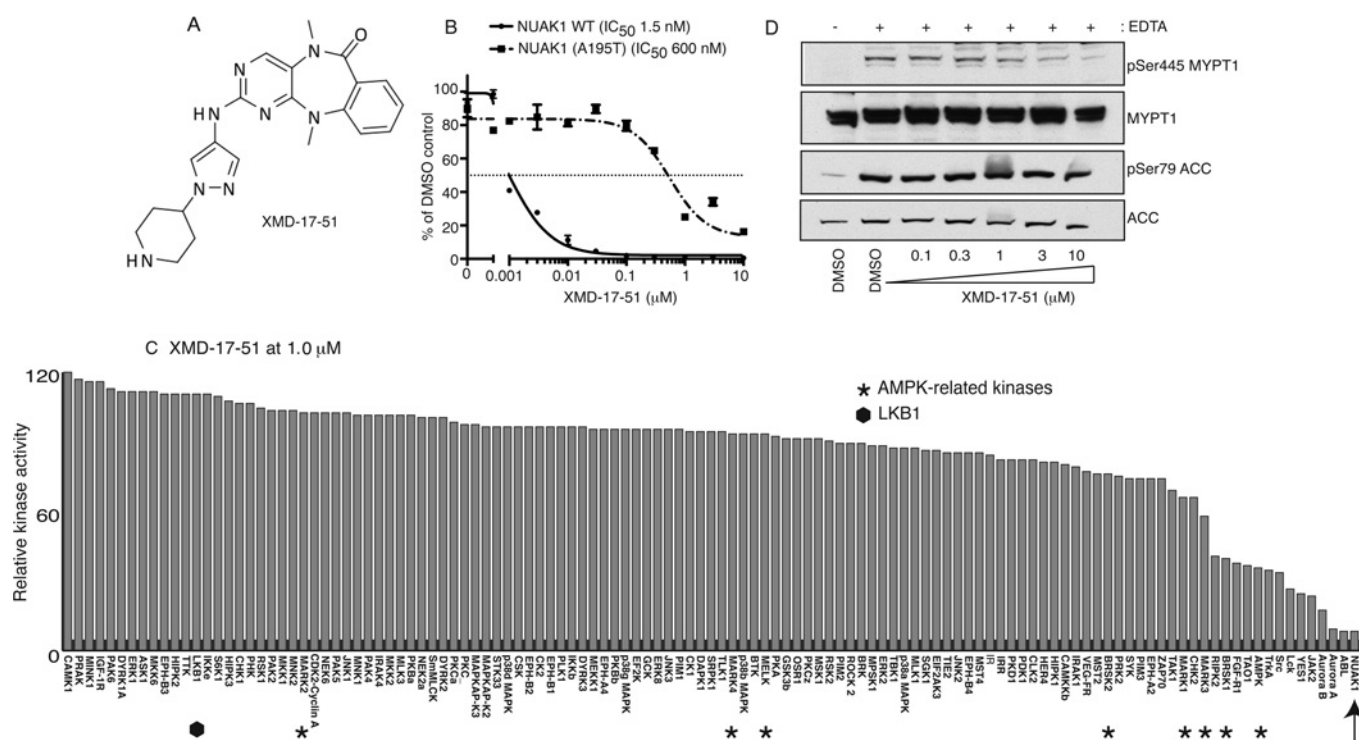 A
N
O
N
N
N
HN
N
N
HN
XMD-17-51
B
NUAK1 WT (IC50 1.5 nM)
NUAK1 (A195T) (IC50 600 nM)
% of DMSO control
100
80
60
40
20
0
0
0.001
0.01
0.1
1
10
XMD-17-51 (μM)
D
- + + + + + + : EDTA
pSer445 MYPT1
MYPT1
pSer79 ACC
ACC
DMSO
DMSO
0.1 0.3 1 3 10
XMD-17-51 (μM)
C XMD-17-51 at 1.0 μM
AMPK-related kinases
LKB1
Relative kinase activity
120
60
0
CAMK1
PRAK
MINK1
IGF-1R
PAK6
DYRK1A
ERK1
ASK1
MKK6
EPH-B3
HIPK2
TTK
LKB1
IKKe
S6K1
HIPK3
CHK1
PHK
RSK1
PAK2
MKK1
MNK2
MARK2
CDK2-Cyclin A
NEK6
PAK5
JNK1
MNK1
PAK4
IRAK4
MKK2
MLK3
PKBa
NEK2a
SmMLCK
DYRK2
PKCa
MAPKAP-K3
MAPKAP-K2
STK33
p38d MAPK
CSK
EPH-B2
CK2
EPH-B1
PLK1
IKKb
DYRK3
MEKK1
EPH-A4
PKBb
p38g MAPK
EF2K
GCK
ERK8
JNK3
PIM1
CK1
DAPK1
SRPK1
TLK1
MARK4
p38b MAPK
BTK
MELK
PKA
GSK3b
OSR1
PKCz
MSK1
RSK2
PIM2
ROCK 2
BRK
MPSK1
ERK2
TBK1
p38a MAPK
MLK1
SGK1
EIF2AK3
TIE2
JNK2
EPH-B4
MST4
IR
IRR
PKD1
PDK1
CLK2
HER4
HIPK1
CAMKKb
IRAK1
VEG-FR
MST2
BRSK2
PRK2
SYK
PIM3
EPH-A2
ZAP70
TAK1
MARK1
CHK2
MARK3
RIPK2
BRSK1
FGF-R1
TAO1
AMPK
TrkA
Src
Lck
YES1
JAK2
Aurora B
Aurora A
ABL
NUAK1